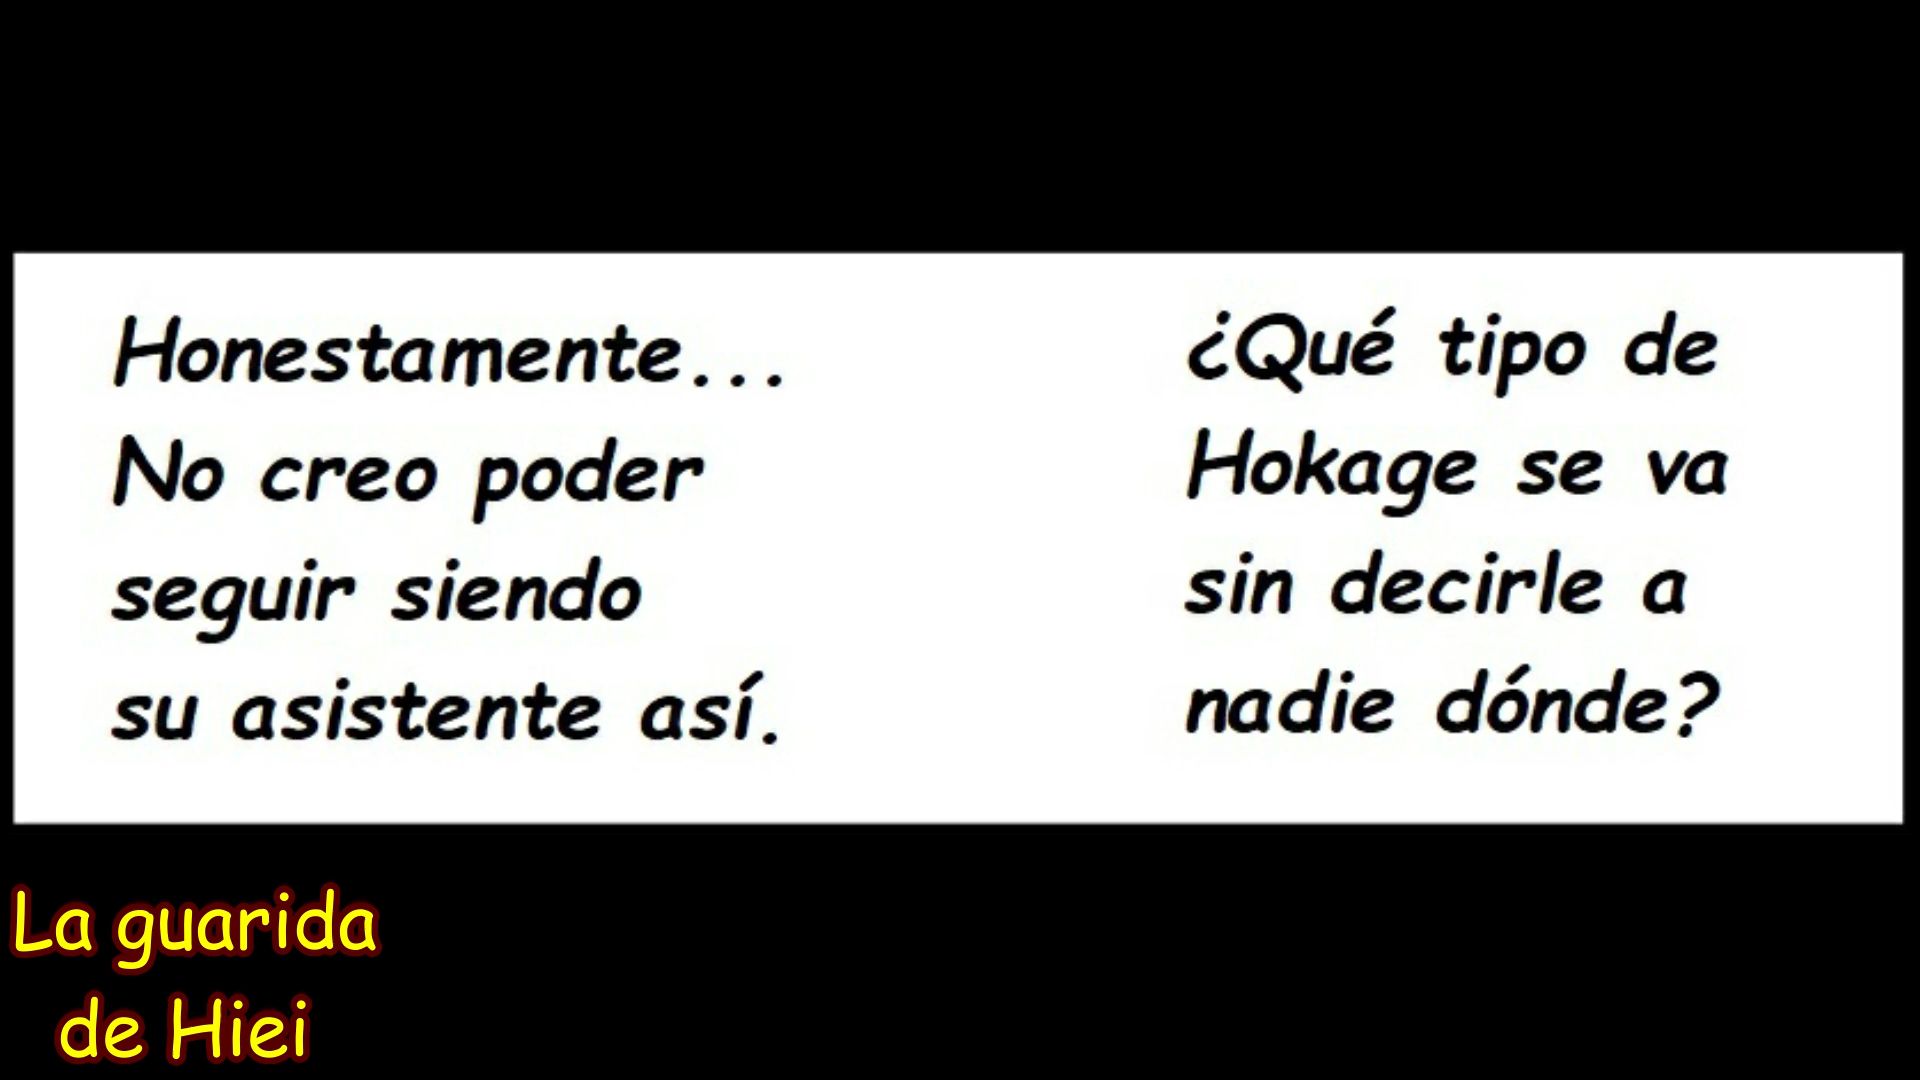 Honestamente...
No creo poder
seguir siendo
su asistente así.
¿Qué tipo de
Hokage se va
sin decirle a
nadie dónde?
La guarida
de Hiei